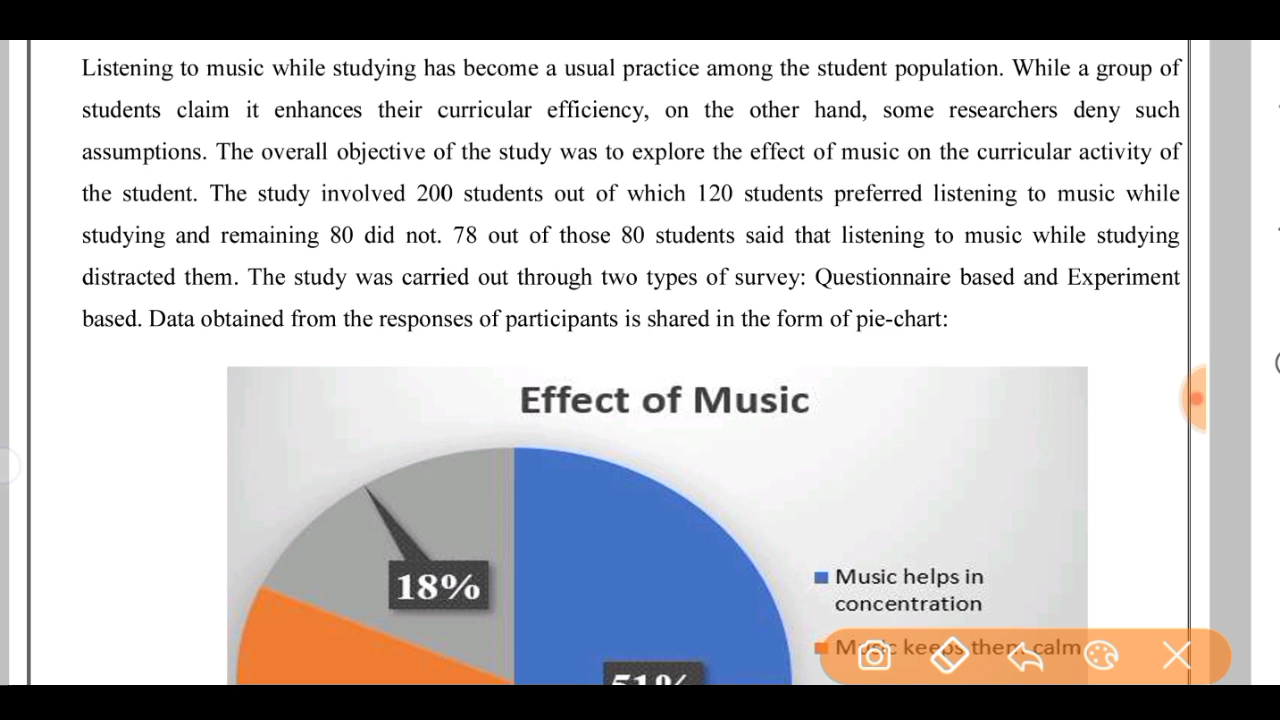 Listening to music while studying has become a usual practice among the student population. While a group of
students claim it enhances their curricular efficiency, on the other hand, some researchers deny such
assumptions. The overall objective of the study was to explore the effect of music on the curricular activity of
the student. The study involved 200 students out of which 120 students preferred listening to music while
studying and remaining 80 did not. 78 out of those 80 students said that listening to music while studying
distracted them. The study was carried out through two types of survey: Questionnaire based and Experiment
based. Data obtained from the responses of participants is shared in the form of pie-chart:
Effect of Music
18%
Music helps in
concentration
Music keeps them calm
51%